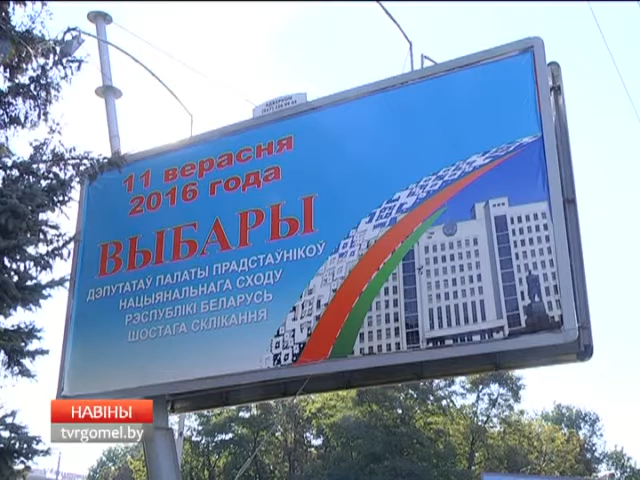 11 верасня
2016 года
ВЫБАРЫ
ДЭПУТАТАЎ ПАЛАТЫ ПРАДСТАЎНІКОЎ
НАЦЫЯНАЛЬНАГА СХОДУ
РЭСПУБЛІКІ БЕЛАРУСЬ
ШОСТАГА СКЛІКАННЯ
НАВІНЫ
tvrgomel.by